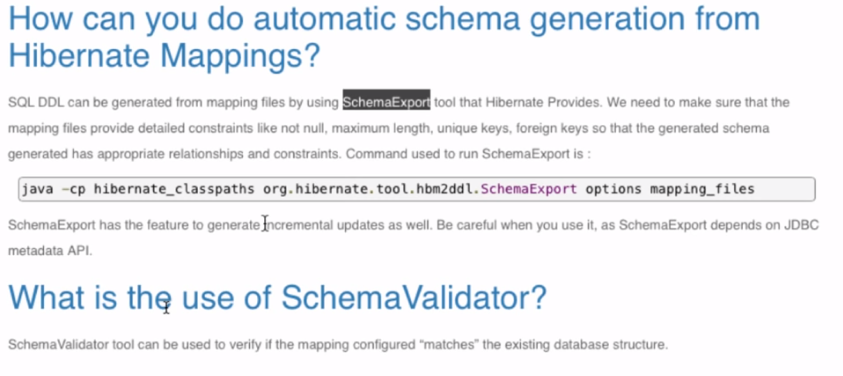 How can you do automatic schema generation from
Hibernate Mappings?
SQL DDL can be generated from mapping files by using SchemaExport tool that Hibernate Provides. We need to make sure that the
mapping files provide detailed constraints like not null, maximum length, unique keys, foreign keys so that the generated schema
generated has appropriate relationships and constraints. Command used to run SchemaExport is :
java -cp hibernate_classpaths org.hibernate.tool.hbm2ddl.SchemaExport options mapping_files
SchemaExport has the feature to generate incremental updates as well. Be careful when you use it, as SchemaExport depends on JDBC
metadata API.
What is the use of SchemaValidator?
SchemaValidator tool can be used to verify if the mapping configured “matches” the existing database structure.